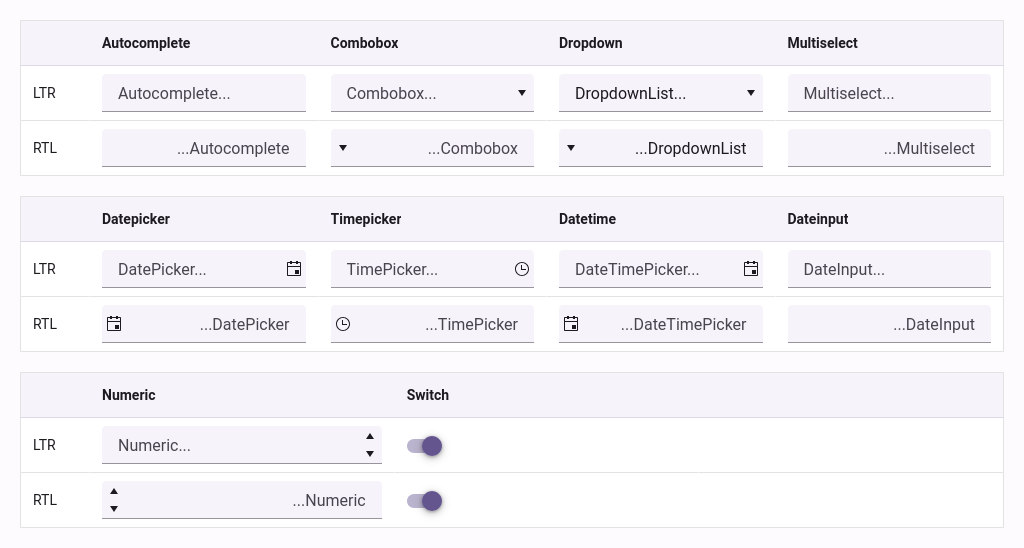 Autocomplete Combobox Dropdown Multiselect
LTR Autocomplete... Combobox... DropdownList... Multiselect...
RTL ...Autocomplete ...Combobox ...DropdownList ...Multiselect
Datepicker Timepicker Datetime Dateinput
LTR DatePicker... TimePicker... DateTimePicker... DateInput...
RTL ...DatePicker ...TimePicker ...DateTimePicker ...DateInput
Numeric Switch
LTR Numeric...
RTL ...Numeric